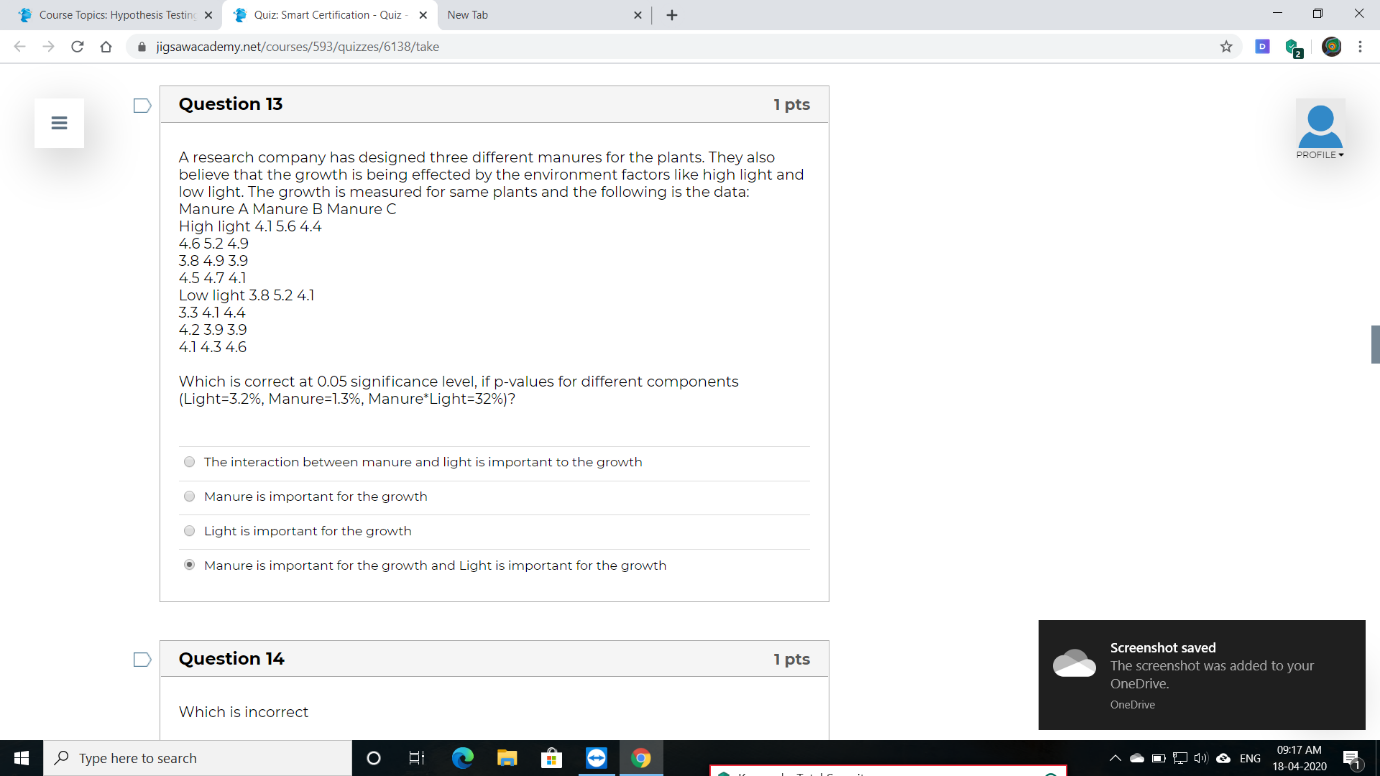 Course Topics: Hypothesis Testing
Quiz: Smart Certification - Quiz -
New Tab
jigsawacademy.net/courses/593/quizzes/6138/take
D
2
Question 13
1 pts
PROFILE
A research company has designed three different manures for the plants. They also
believe that the growth is being effected by the environment factors like high light and
low light. The growth is measured for same plants and the following is the data:
Manure A Manure B Manure C
High light 4.1 5.6 4.4
4.6 5.2 4.9
3.8 4.9 3.9
4.5 4.7 4.1
Low light 3.8 5.2 4.1
3.3 4.1 4.4
4.2 3.9 3.9
4.1 4.3 4.6
Which is correct at 0.05 significance level, if p-values for different components
(Light=3.2%, Manure=1.3%, Manure*Light=32%)?
The interaction between manure and light is important to the growth
Manure is important for the growth
Light is important for the growth
Manure is important for the growth and Light is important for the growth
Question 14
1 pts
Which is incorrect
Screenshot saved
The screenshot was added to your
OneDrive.
OneDrive
Type here to search
ENG
09:17 AM
18-04-2020
1